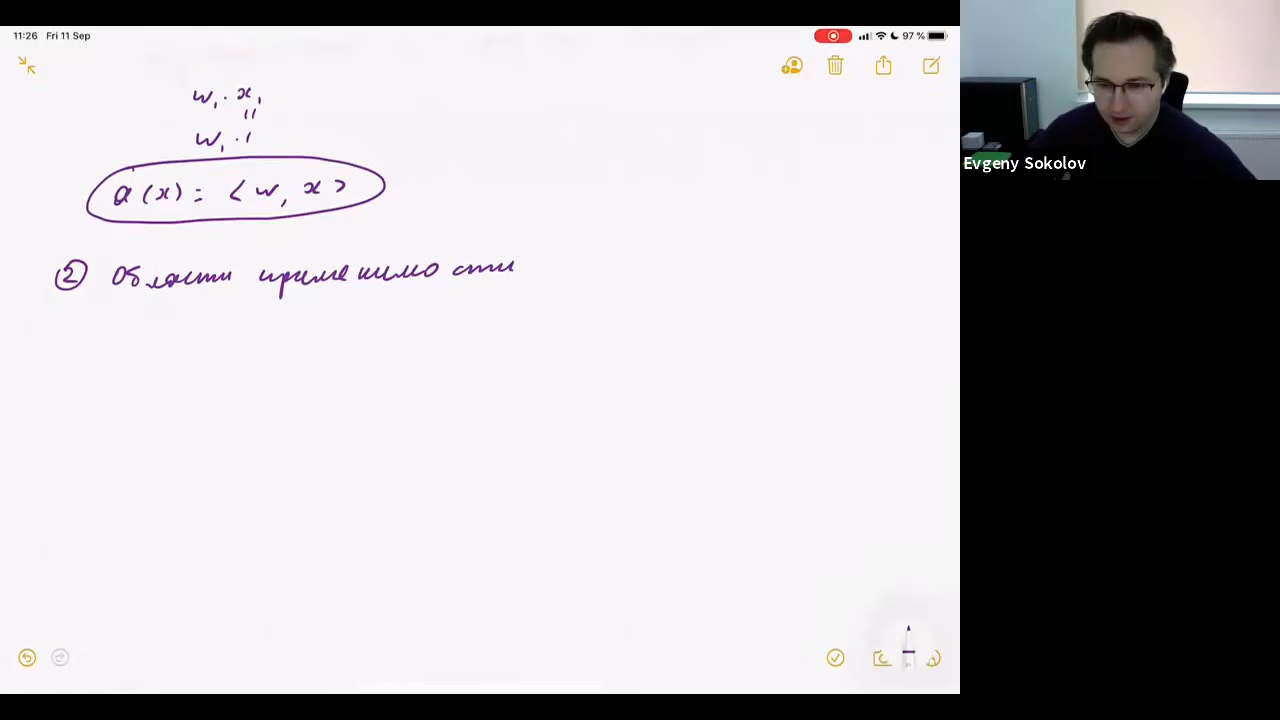 11:26 Fri 11 Sep 97 %
w₁ · x₁
||
w₁ · 1
a(x) = < w, x >
② Области применимости
Evgeny Sokolov